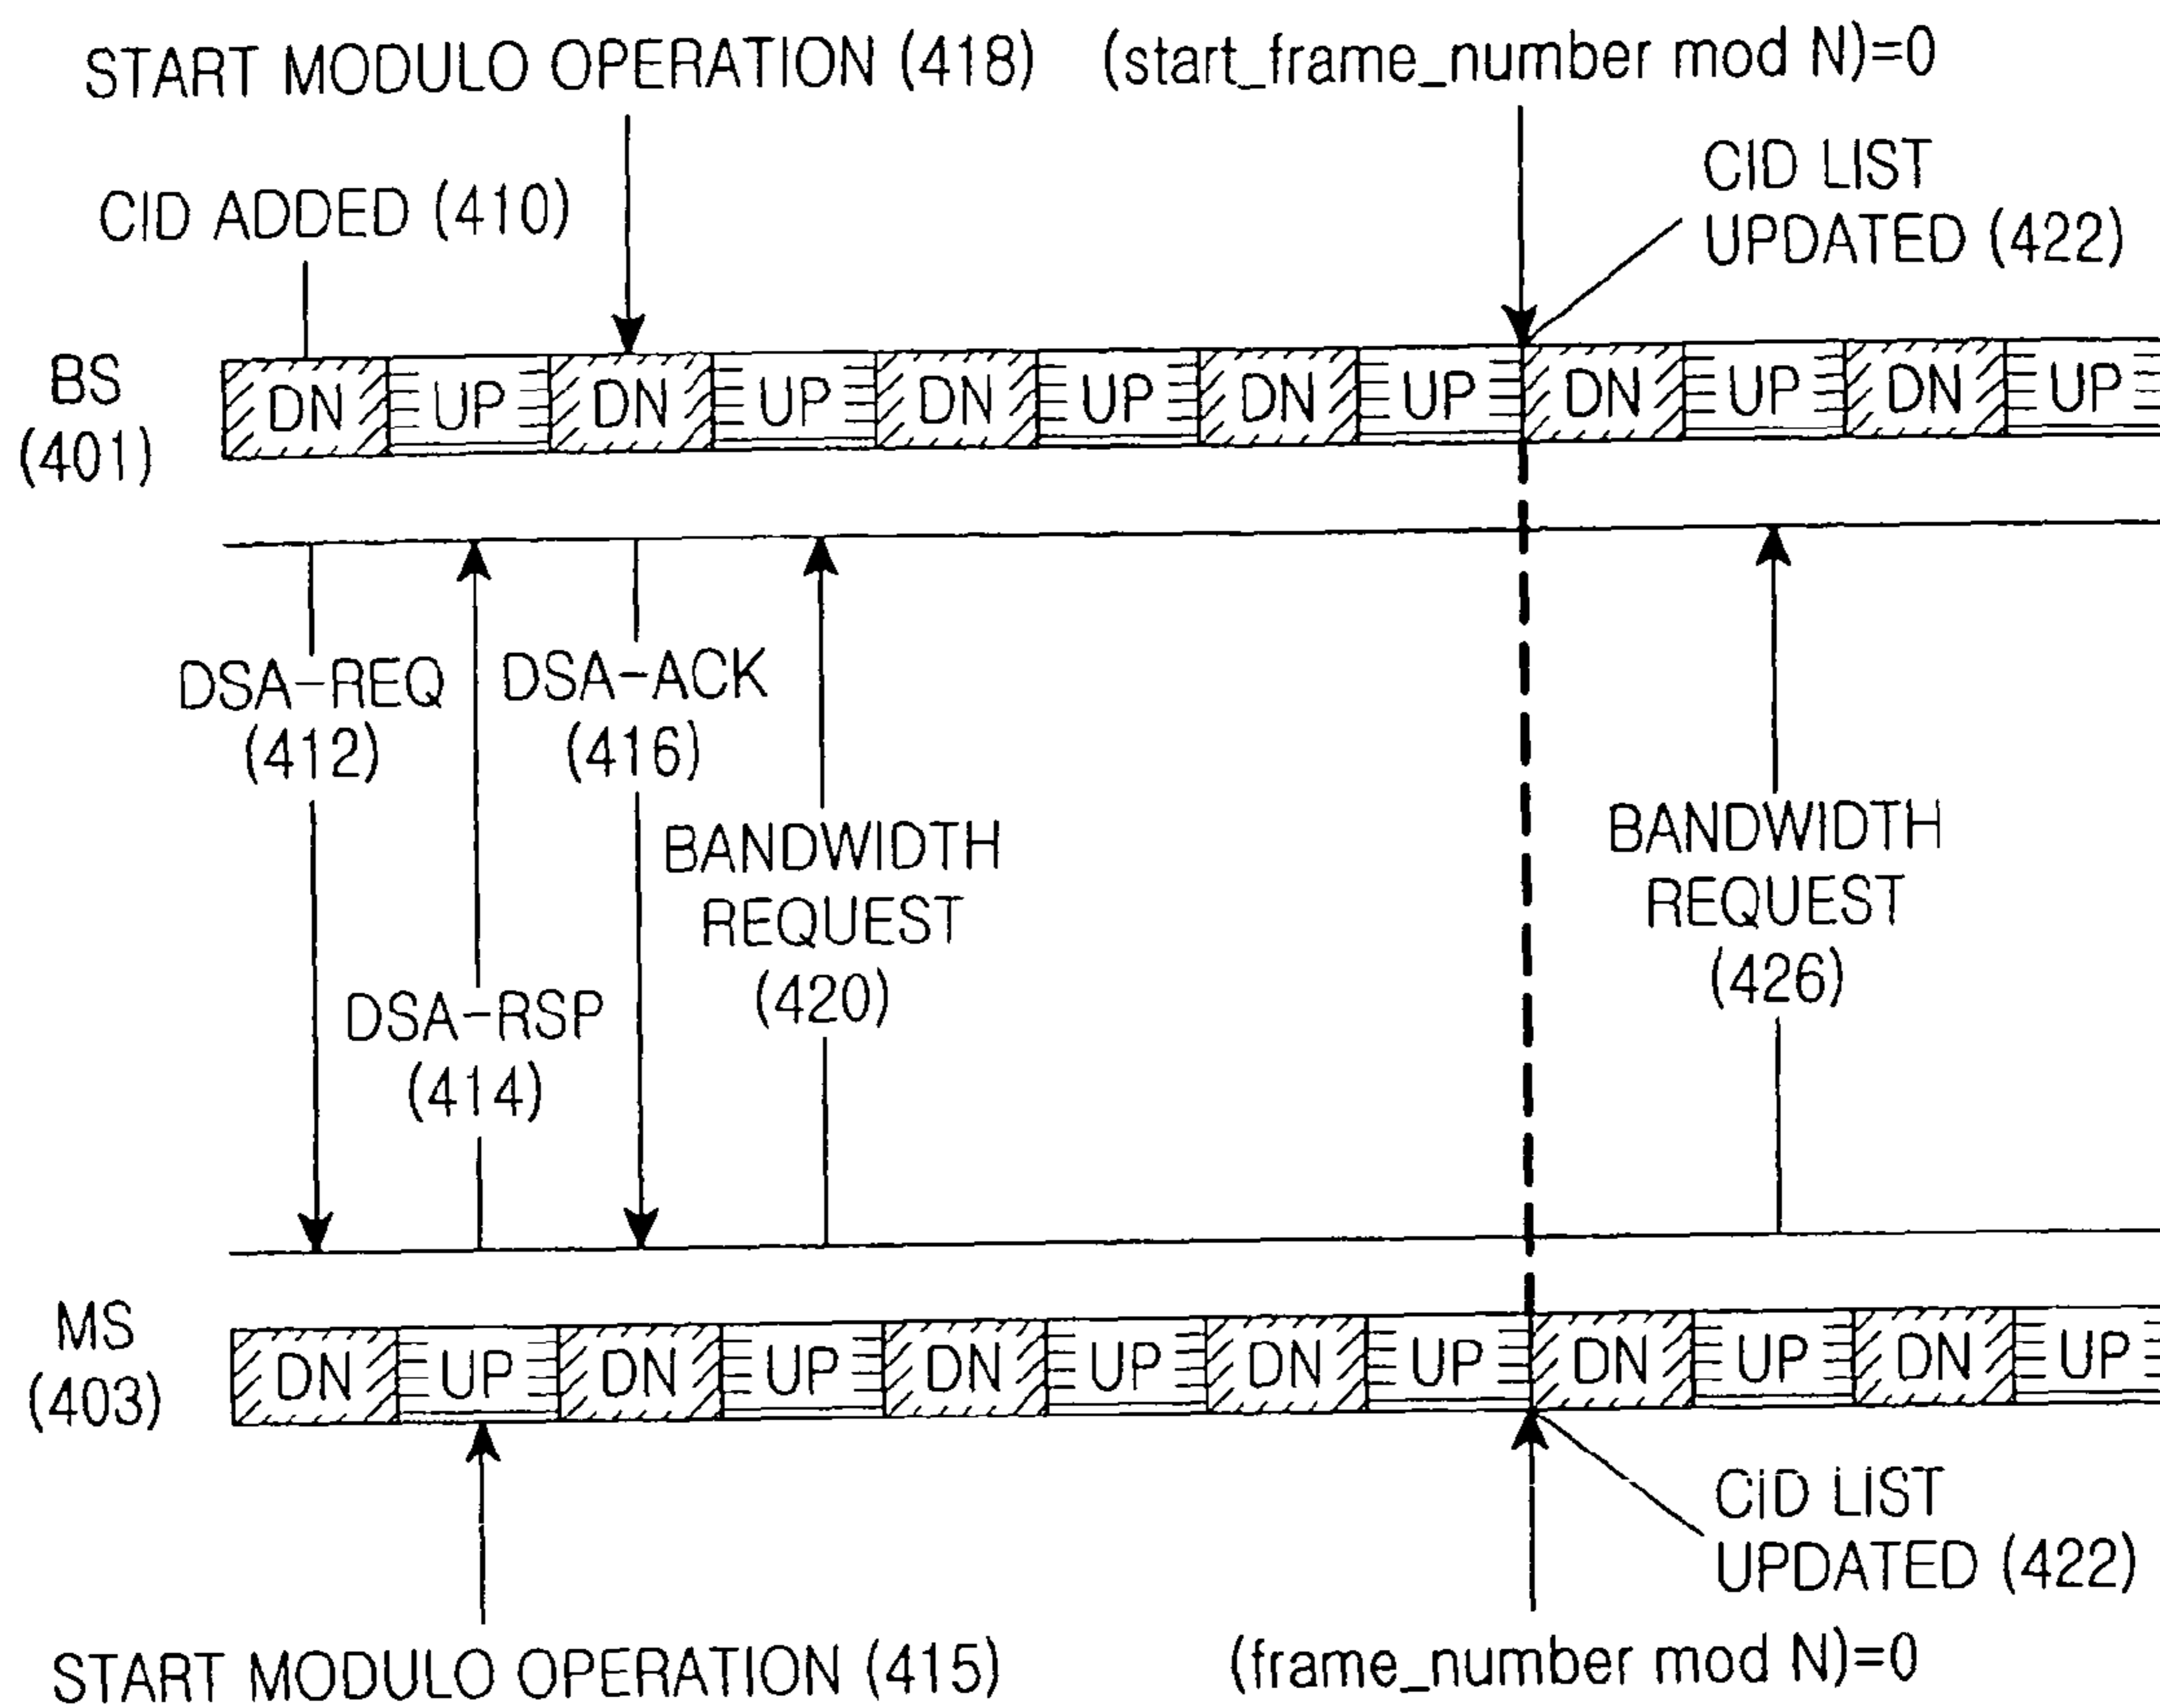 START MODULO OPERATION (418)
(start_frame_number mod N)=0
CID ADDED (410)
CID LIST
UPDATED (422)
BS
(401)
DN UP DN UP DN UP DN UP DN UP DN UP
DSA-REQ
(412)
DSA-ACK
(416)
BANDWIDTH
REQUEST
(420)
BANDWIDTH
REQUEST
(426)
DSA-RSP
(414)
MS
(403)
DN UP DN UP DN UP DN UP DN UP DN UP
CID LIST
UPDATED (422)
START MODULO OPERATION (415)
(frame_number mod N)=0